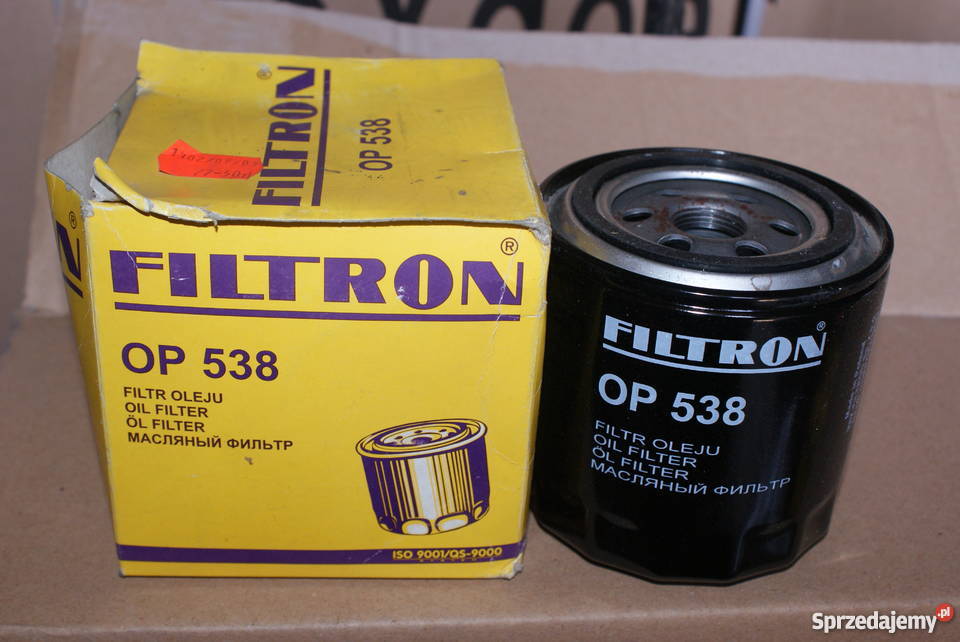 FILTRON®
OP 538
FILTRON®
OP 538
FILTR OLEJU
OIL FILTER
ÖL FILTER
МАСЛЯНЫЙ ФИЛЬТР
ISO 9001/QS-9000
FILTRON®
OP 538
FILTR OLEJU
OIL FILTER
ÖL FILTER
МАСЛЯНЫЙ ФИЛЬТР
Sprzedajemy.pl